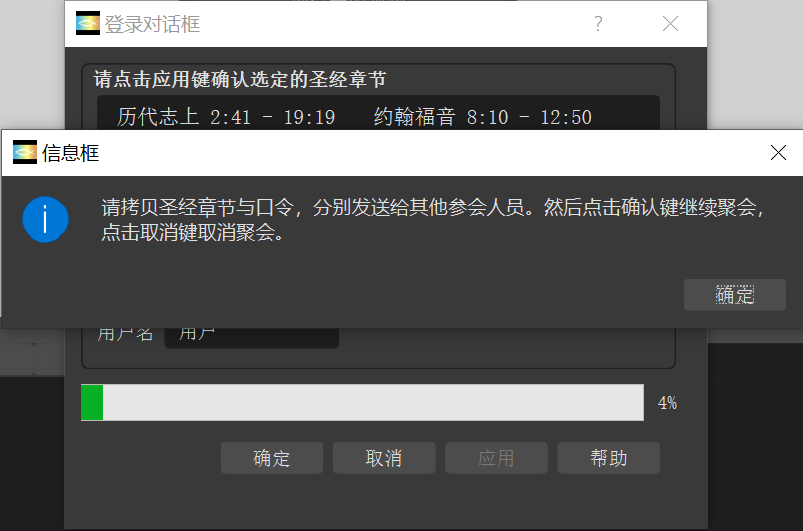 登录对话框
请点击应用键确认选定的圣经章节
历代志上 2:41 - 19:19 约翰福音 8:10 - 12:50
信息框
请拷贝圣经章节与口令，分别发送给其他参会人员。然后点击确认键继续聚会，
点击取消键取消聚会。
确定
用户名 用户
4%
确定 取消 应用 帮助